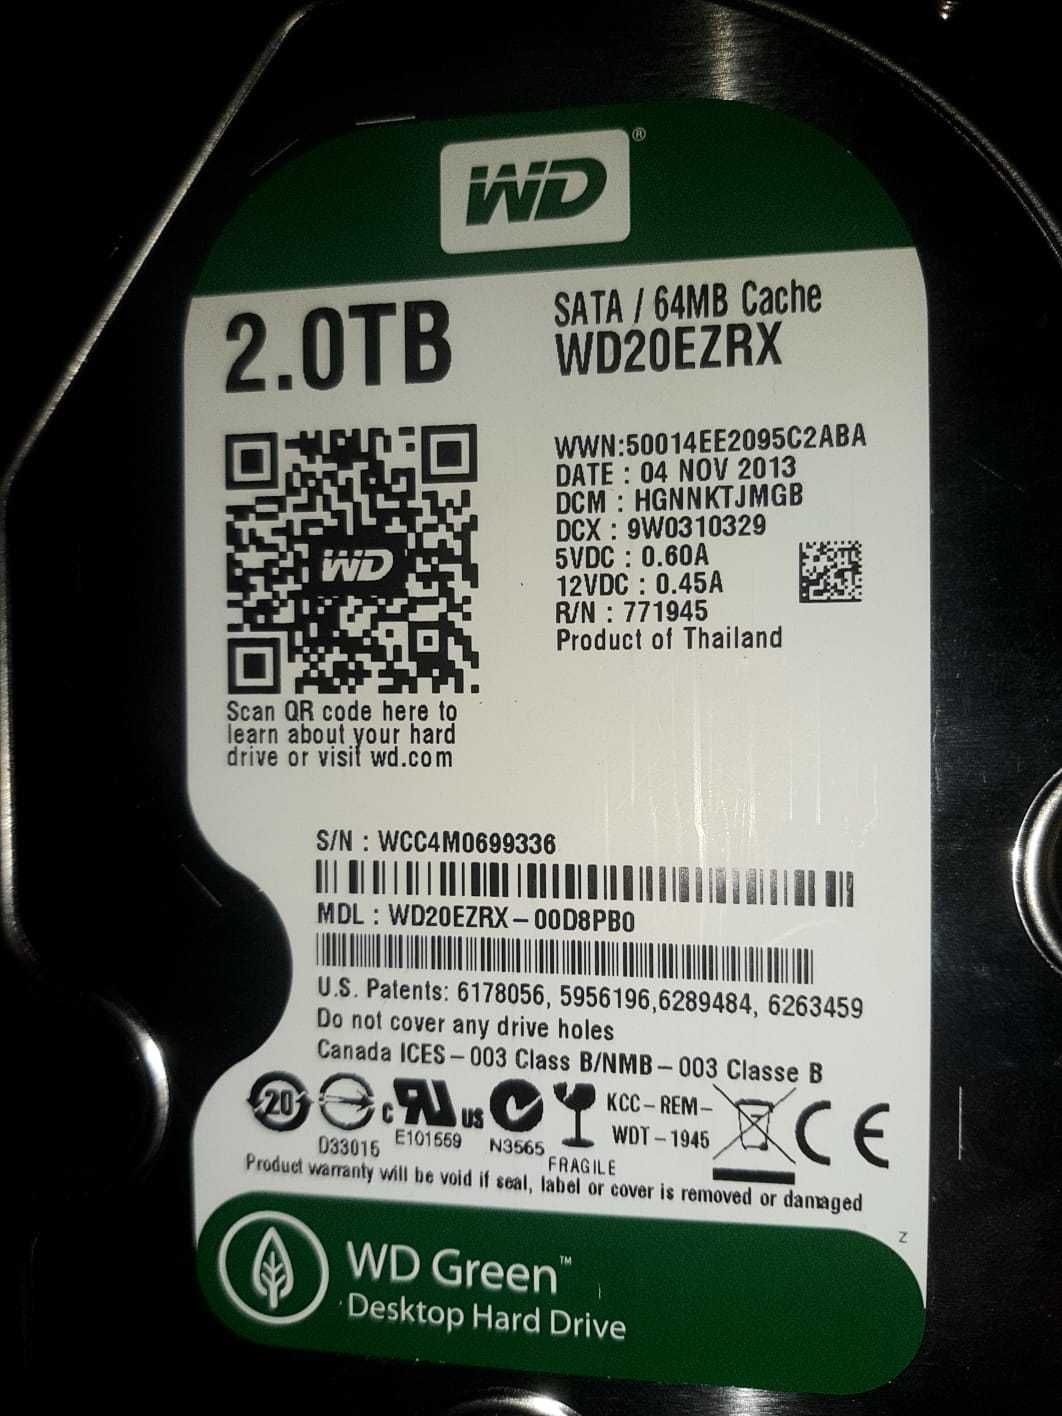 WD®
2.0TB
SATA / 64MB Cache
WD20EZRX
WWN:50014EE2095C2ABA
DATE : 04 NOV 2013
DCM : HGNNKTJMGB
DCX : 9W0310329
5VDC : 0.60A
12VDC : 0.45A
R/N : 771945
Product of Thailand
WD
Scan QR code here to
learn about your hard
drive or visit wd.com
S/N : WCC4M0699336
MDL : WD20EZRX-00D8PB0
U.S. Patents: 6178056, 5956196,6289484, 6263459
Do not cover any drive holes
Canada ICES-003 Class B/NMB-003 Classe B
20
D33015
c RU us
E101559
N3565
FRAGILE
KCC-REM-
WDT-1945
CE
Product warranty will be void if seal, label or cover is removed or damaged
Z
WD Green™
Desktop Hard Drive